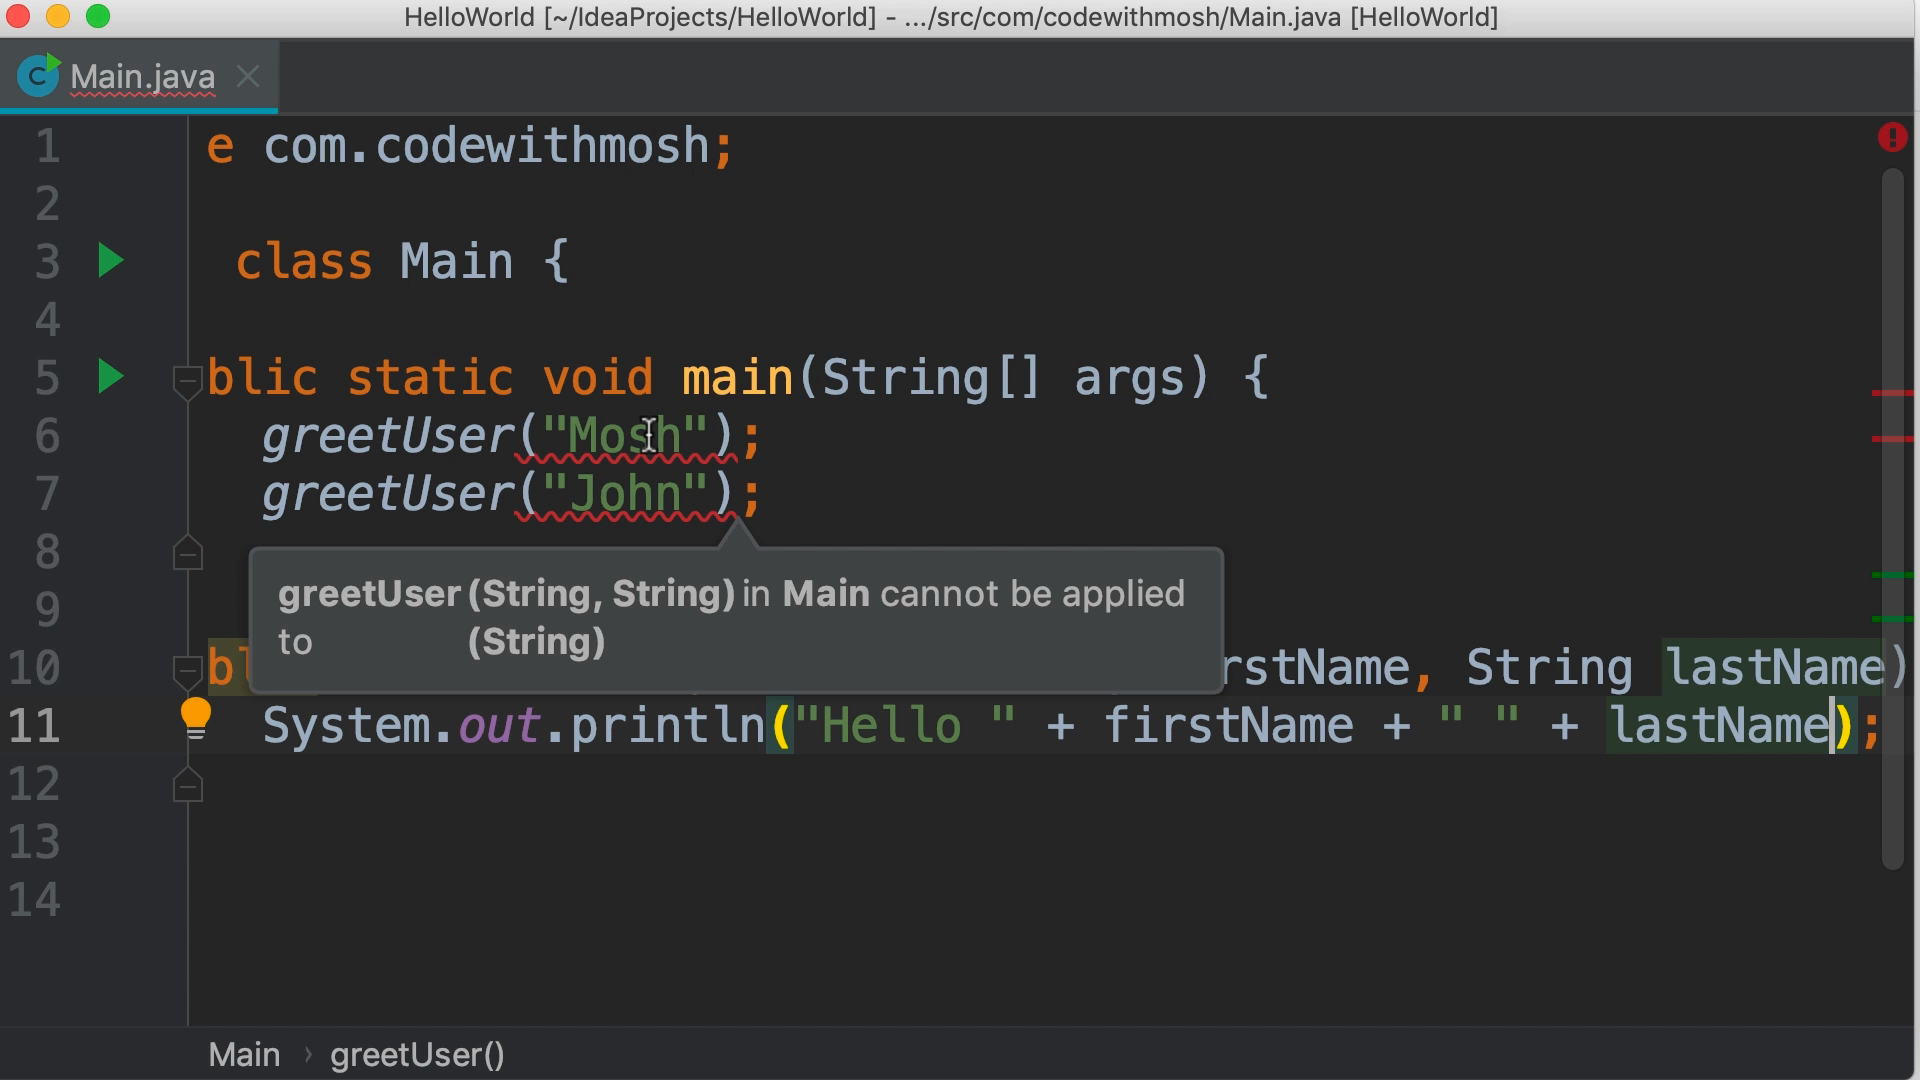 HelloWorld [~/IdeaProjects/HelloWorld] - .../src/com/codewithmosh/Main.java [HelloWorld]
Main.java
1 e com.codewithmosh;
2
3 class Main {
4
5 blic static void main(String[] args) {
6 greetUser("Mosh");
7 greetUser("John");
8
greetUser (String, String) in Main cannot be applied
to (String)
9
10 bl rstName, String lastName)
11 System.out.println("Hello " + firstName + " " + lastName);
12
13
14
Main › greetUser()